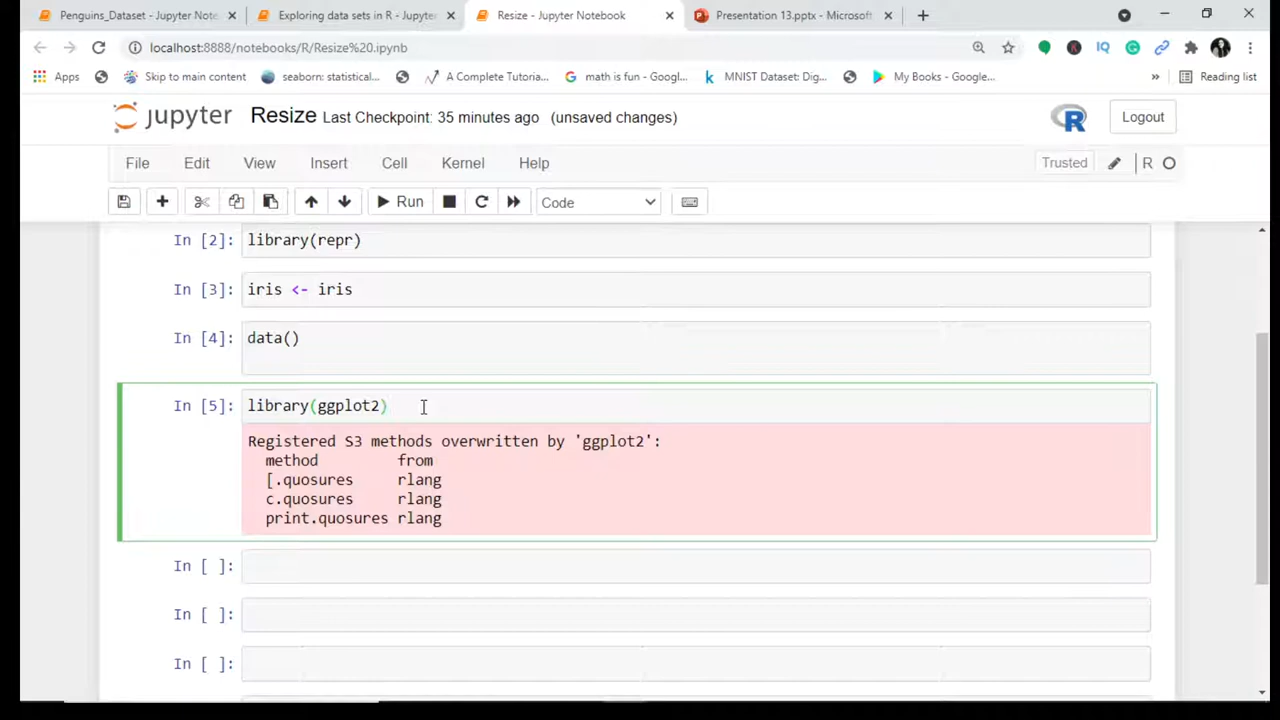 Penguins_Dataset - Jupyter Note
Exploring data sets in R - Jupyter
Resize - Jupyter Notebook
Presentation 13.pptx - Microsoft
localhost:8888/notebooks/R/Resize%20.ipynb
Apps
Skip to main content
seaborn: statistical...
A Complete Tutoria...
math is fun - Googl...
MNIST Dataset: Dig...
My Books - Google...
»
Reading list
jupyter
Resize Last Checkpoint: 35 minutes ago (unsaved changes)
Logout
File
Edit
View
Insert
Cell
Kernel
Help
Trusted
R
Run
Code
In [2]: library(repr)
In [3]: iris <- iris
In [4]: data()
In [5]: library(ggplot2)
Registered S3 methods overwritten by 'ggplot2':
method from
[.quosures rlang
c.quosures rlang
print.quosures rlang
In [ ]:
In [ ]:
In [ ]: